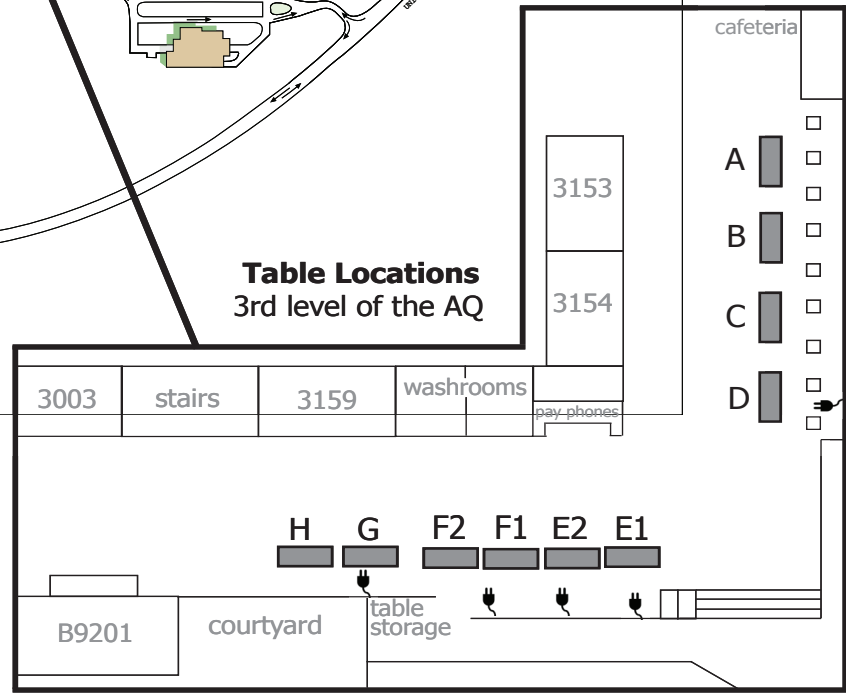 cafeteria
A
3153
B
Table Locations
3rd level of the AQ
3154
C
3003
stairs
3159
washrooms
pay phones
D
H
G
F2
F1
E2
E1
table
storage
B9201
courtyard